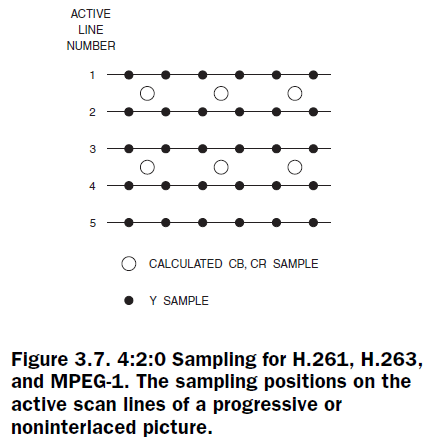 ACTIVE
LINE
NUMBER
1
2
3
4
5
CALCULATED CB, CR SAMPLE
Y SAMPLE
Figure 3.7. 4:2:0 Sampling for H.261, H.263,
and MPEG-1. The sampling positions on the
active scan lines of a progressive or
noninterlaced picture.